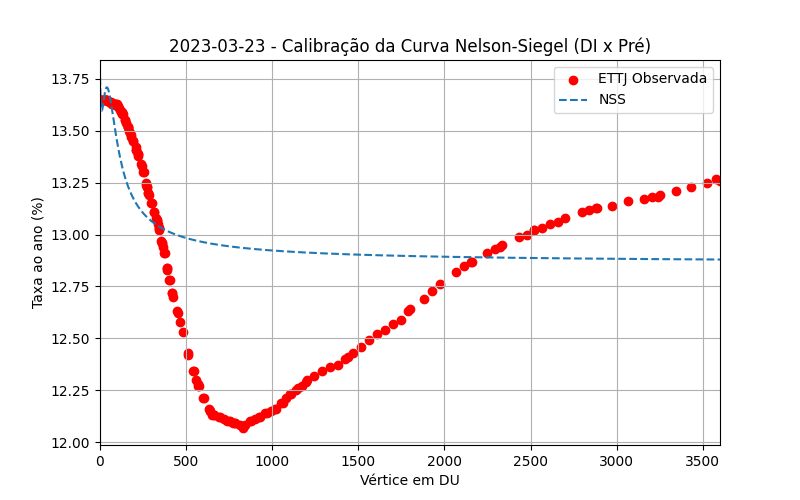 2023-03-23 - Calibração da Curva Nelson-Siegel (DI x Pré)
ETTJ Observada
NSS
Taxa ao ano (%)
13.75
13.50
13.25
13.00
12.75
12.50
12.25
12.00
0 500 1000 1500 2000 2500 3000 3500
Vértice em DU